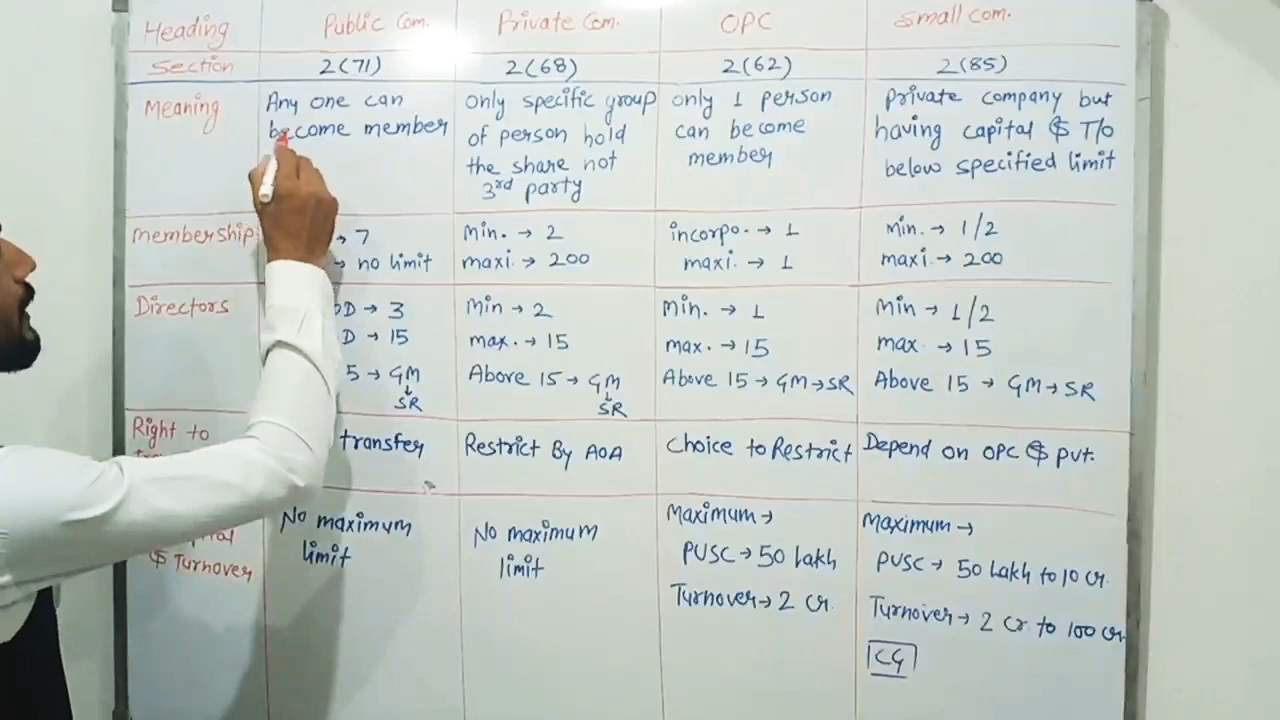 Heading Public Com. Private Com. OPC Small com.
Section 2(71) 2(68) 2(62) 2(85)
Meaning
Any one can
become member
only specific group
of person hold
the share not
3rd party
only 1 person
can become
member
Private company but
having capital & T/o
below specified limit
membership
→ 7
→ no limit
Min. → 2
maxi. → 200
incorpo. → 1
maxi. → 1
min. → 1/2
maxi. → 200
Directors
D → 3
D → 15
5 → GM
↓
SR
Min → 2
max. → 15
Above 15 → GM
↓
SR
Min. → 1
max. → 15
Above 15 → GM → SR
Min → 1/2
max. → 15
Above 15 → GM → SR
Right to
transfer
Restrict By AOA
Choice to Restrict
Depend on OPC & pvt.
& Turnover
No maximum
limit
No maximum
limit
Maximum →
PUSC → 50 lakh
Turnover → 2 Cr.
Maximum →
PUSC → 50 lakh to 10 cr.
Turnover → 2 Cr. to 100 cr.
CG